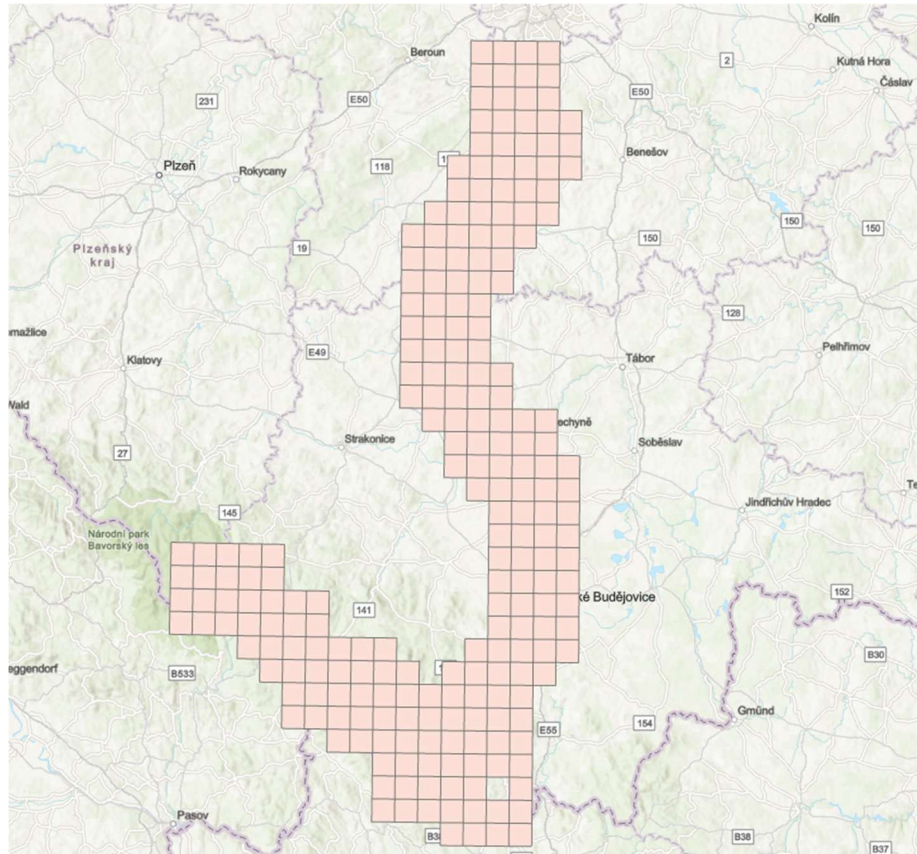 Kolín
Beroun
2
Kutná Hora
Čáslav
231
E50
E50
Plzeň
118
Benešov
Rokycany
150
150
150
Plzeňský
kraj
19
128
omažlice
E49
Pelhřimov
Klatovy
Tábor
Wald
echyně
Strakonice
Soběslav
27
Te
Jindřichův Hradec
145
Národní park
Bavorský les
152
141
ké Budějovice
B30
eggendorf
B533
Gmünd
E55
154
Pasov
B38
B37